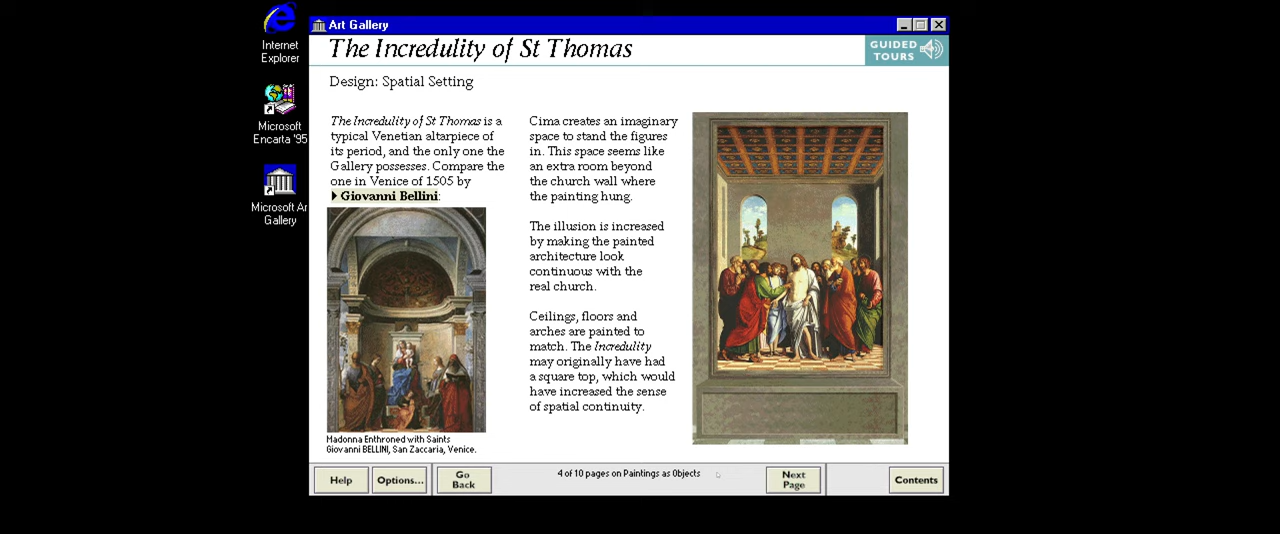 Internet
Explorer
Microsoft
Encarta '95
Microsoft Ar
Gallery
Art Gallery
The Incredulity of St Thomas
GUIDED
TOURS
Design: Spatial Setting
The Incredulity of St Thomas is a
typical Venetian altarpiece of
its period, and the only one the
Gallery possesses. Compare the
one in Venice of 1505 by
Giovanni Bellini:
Madonna Enthroned with Saints
Giovanni BELLINI, San Zaccaria, Venice.
Cima creates an imaginary
space to stand the figures
in. This space seems like
an extra room beyond
the church wall where
the painting hung.
The illusion is increased
by making the painted
architecture look
continuous with the
real church.
Ceilings, floors and
arches are painted to
match. The Incredulity
may originally have had
a square top, which would
have increased the sense
of spatial continuity.
Help
Options...
Go
Back
4 of 10 pages on Paintings as Objects
Next
Page
Contents